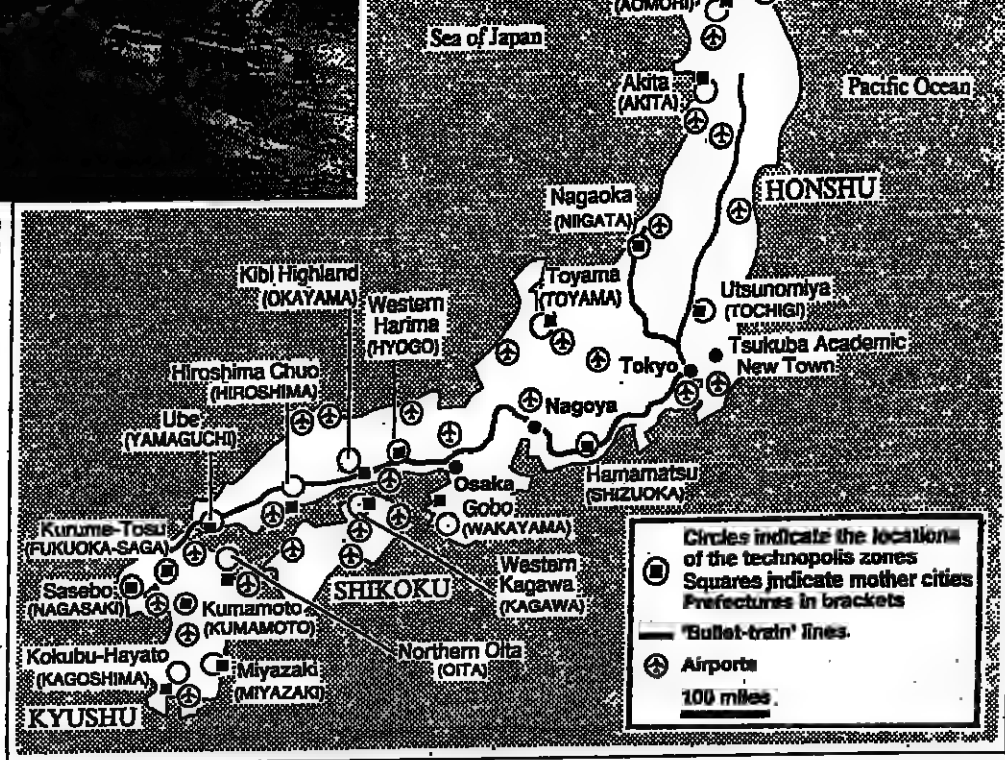 (AOMORI)
Sea of Japan
Akita
(AKITA)
Pacific Ocean
HONSHU
Nagaoka
(NIIGATA)
Kibi Highland
(OKAYAMA)
Western
Harima
(HYOGO)
Toyama
(TOYAMA)
Utsunomiya
(TOCHIGI)
Tsukuba Academic
New Town
Tokyo
Hiroshima Chuo
(HIROSHIMA)
Nagoya
Ube
(YAMAGUCHI)
Hamamatsu
(SHIZUOKA)
Osaka
Gobo
(WAKAYAMA)
Kurume-Tosu
(FUKUOKA-SAGA)
Sasebo
(NAGASAKI)
SHIKOKU
Western
Kagawa
(KAGAWA)
Kumamoto
(KUMAMOTO)
Northern Oita
(OITA)
Kokubu-Hayato
(KAGOSHIMA)
Miyazaki
(MIYAZAKI)
KYUSHU
Circles indicate the locations
of the technopolis zones
Squares indicate mother cities
Prefectures in brackets
'Bullet-train' lines.
Airports
100 miles